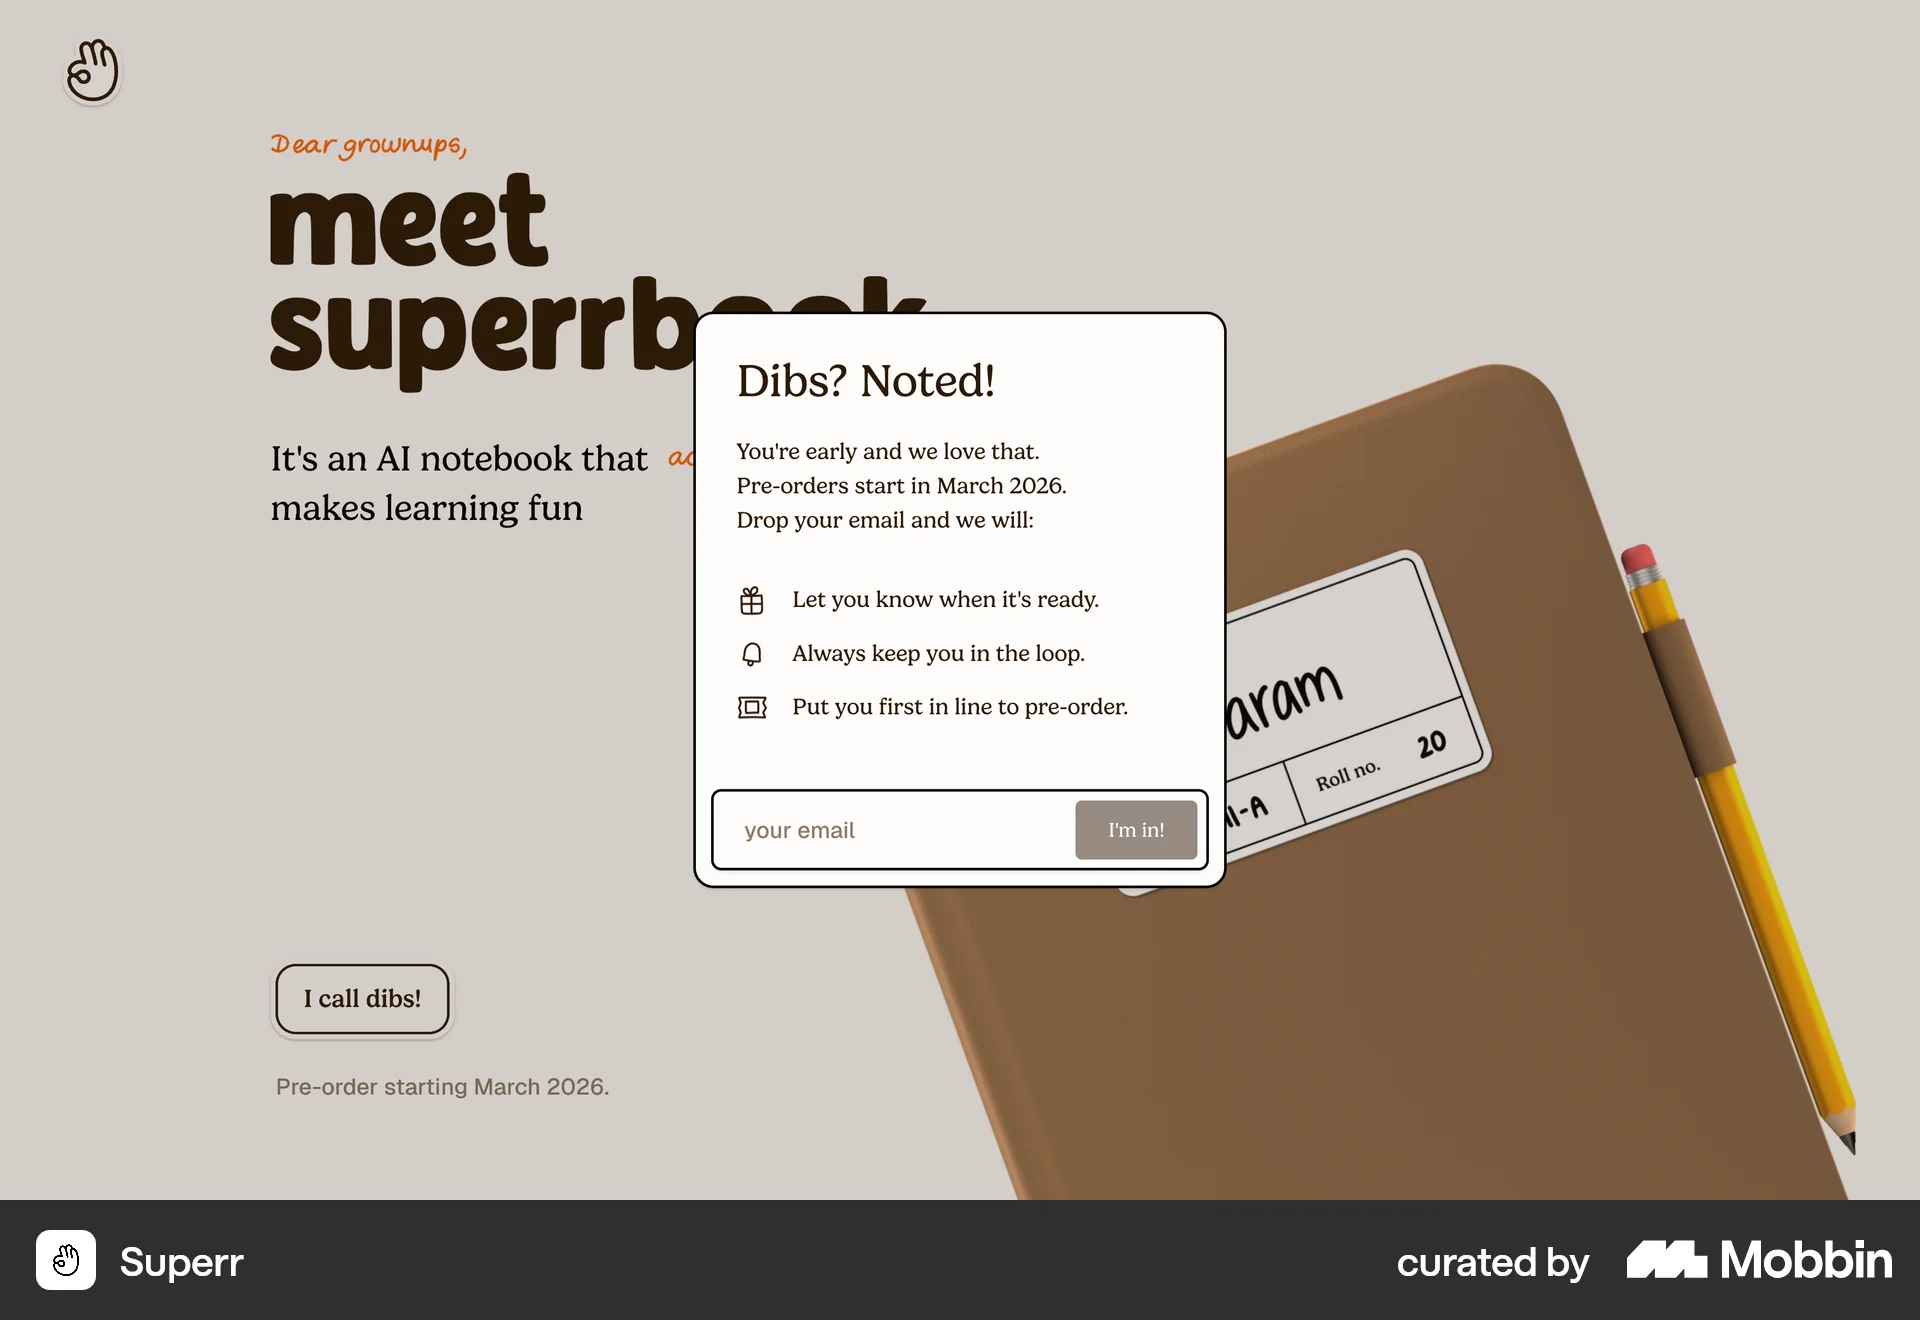 Dear grownups,
meet
superrbook
It's an AI notebook that
makes learning fun
Dibs? Noted!
You're early and we love that.
Pre-orders start in March 2026.
Drop your email and we will:
Let you know when it's ready.
Always keep you in the loop.
Put you first in line to pre-order.
your email
I'm in!
aram
II-A
Roll no. 20
I call dibs!
Pre-order starting March 2026.
Superr
curated by Mobbin